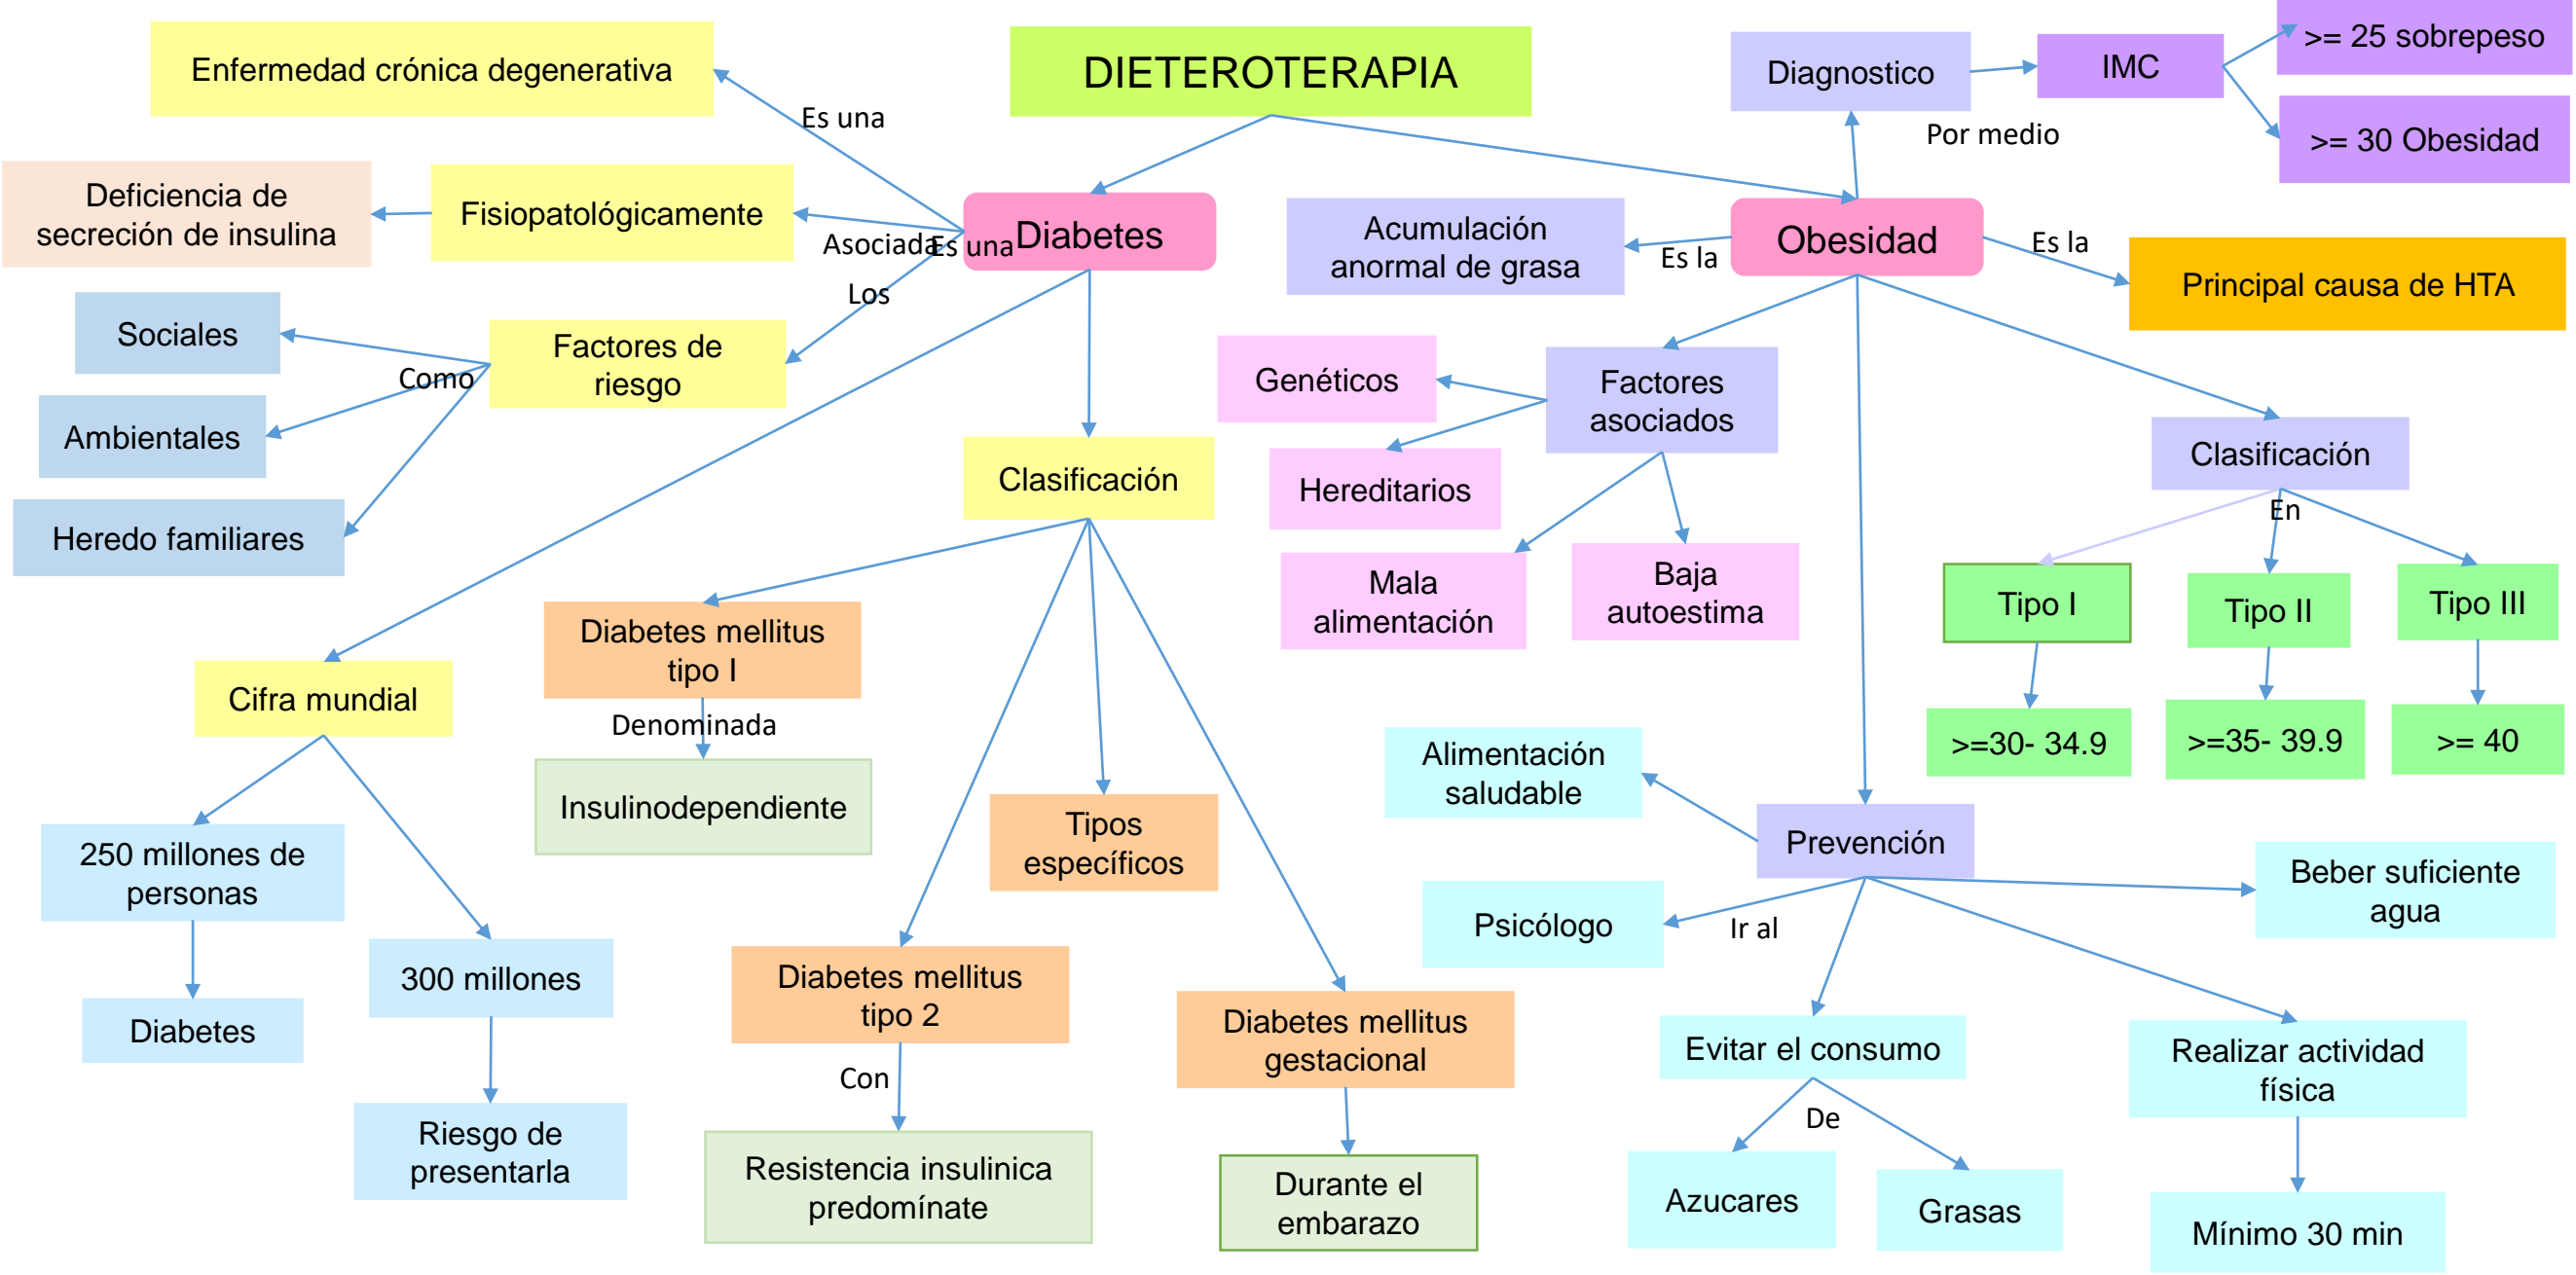 DIETEROTERAPIA
Enfermedad crónica degenerativa
Es una
Fisiopatológicamente
Deficiencia de
secreción de insulina
Asociada
Es una
Diabetes
Los
Factores de
riesgo
Como
Sociales
Ambientales
Heredo familiares
Clasificación
Diabetes mellitus
tipo I
Denominada
Insulinodependiente
Tipos
específicos
Diabetes mellitus
tipo 2
Con
Resistencia insulinica
predomínate
Diabetes mellitus
gestacional
Durante el
embarazo
Cifra mundial
250 millones de
personas
Diabetes
300 millones
Riesgo de
presentarla
Diagnostico
Por medio
IMC
>= 25 sobrepeso
>= 30 Obesidad
Obesidad
Es la
Acumulación
anormal de grasa
Es la
Principal causa de HTA
Factores
asociados
Genéticos
Hereditarios
Mala
alimentación
Baja
autoestima
Clasificación
En
Tipo I
Tipo II
Tipo III
>=30- 34.9
>=35- 39.9
>= 40
Prevención
Alimentación
saludable
Ir al
Psicólogo
Evitar el consumo
De
Azucares
Grasas
Realizar actividad
física
Mínimo 30 min
Beber suficiente
agua